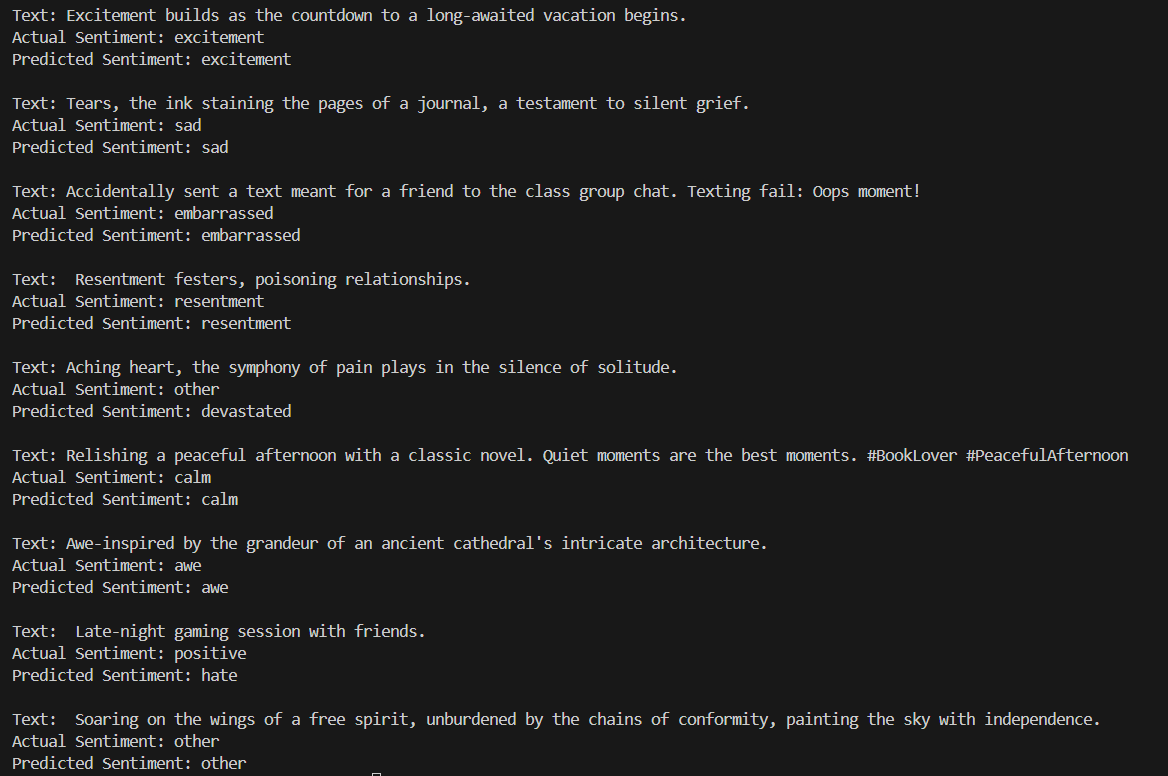 Text: Excitement builds as the countdown to a long-awaited vacation begins.
Actual Sentiment: excitement
Predicted Sentiment: excitement
Text: Tears, the ink staining the pages of a journal, a testament to silent grief.
Actual Sentiment: sad
Predicted Sentiment: sad
Text: Accidentally sent a text meant for a friend to the class group chat. Texting fail: Oops moment!
Actual Sentiment: embarrassed
Predicted Sentiment: embarrassed
Text:  Resentment festers, poisoning relationships.
Actual Sentiment: resentment
Predicted Sentiment: resentment
Text: Aching heart, the symphony of pain plays in the silence of solitude.
Actual Sentiment: other
Predicted Sentiment: devastated
Text: Relishing a peaceful afternoon with a classic novel. Quiet moments are the best moments. #BookLover #PeacefulAfternoon
Actual Sentiment: calm
Predicted Sentiment: calm
Text: Awe-inspired by the grandeur of an ancient cathedral's intricate architecture.
Actual Sentiment: awe
Predicted Sentiment: awe
Text:  Late-night gaming session with friends.
Actual Sentiment: positive
Predicted Sentiment: hate
Text:  Soaring on the wings of a free spirit, unburdened by the chains of conformity, painting the sky with independence.
Actual Sentiment: other
Predicted Sentiment: other